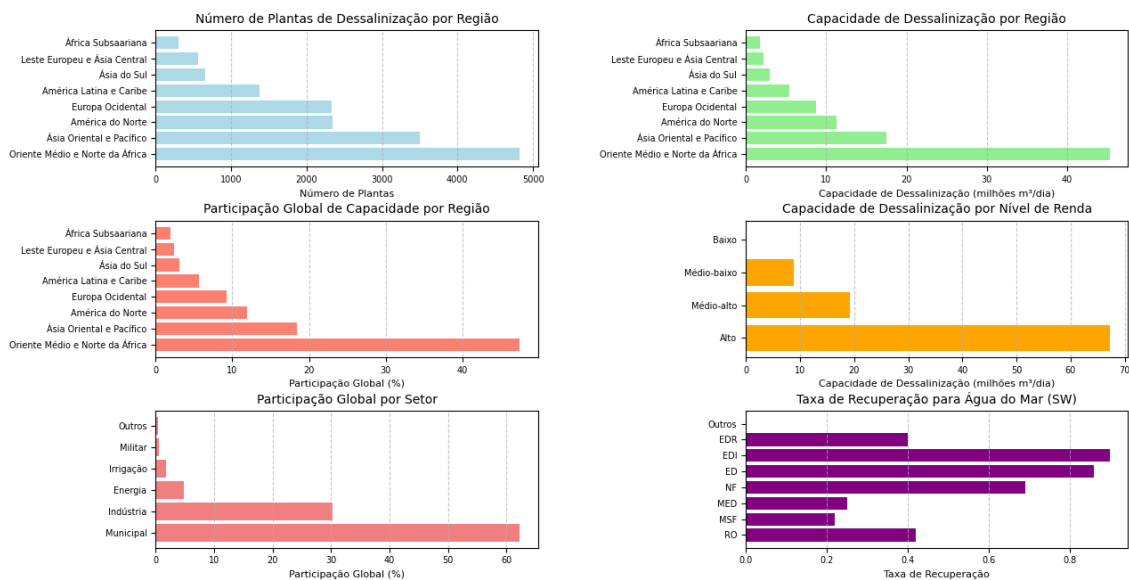 Número de Plantas de Dessalinização por Região
África Subsaariana
Leste Europeu e Ásia Central
Ásia do Sul
América Latina e Caribe
Europa Ocidental
América do Norte
Ásia Oriental e Pacífico
Oriente Médio e Norte da África
0 1000 2000 3000 4000 5000
Número de Plantas
Capacidade de Dessalinização por Região
África Subsaariana
Leste Europeu e Ásia Central
Ásia do Sul
América Latina e Caribe
Europa Ocidental
América do Norte
Ásia Oriental e Pacífico
Oriente Médio e Norte da África
0 10 20 30 40
Capacidade de Dessalinização (milhões m³/dia)
Participação Global de Capacidade por Região
África Subsaariana
Leste Europeu e Ásia Central
Ásia do Sul
América Latina e Caribe
Europa Ocidental
América do Norte
Ásia Oriental e Pacífico
Oriente Médio e Norte da África
0 10 20 30 40
Participação Global (%)
Capacidade de Dessalinização por Nível de Renda
Baixo
Médio-baixo
Médio-alto
Alto
0 10 20 30 40 50 60 70
Capacidade de Dessalinização (milhões m³/dia)
Participação Global por Setor
Outros
Militar
Irrigação
Energia
Indústria
Municipal
0 10 20 30 40 50 60
Participação Global (%)
Taxa de Recuperação para Água do Mar (SW)
Outros
EDR
EDI
ED
NF
MED
MSF
RO
0.0 0.2 0.4 0.6 0.8
Taxa de Recuperação